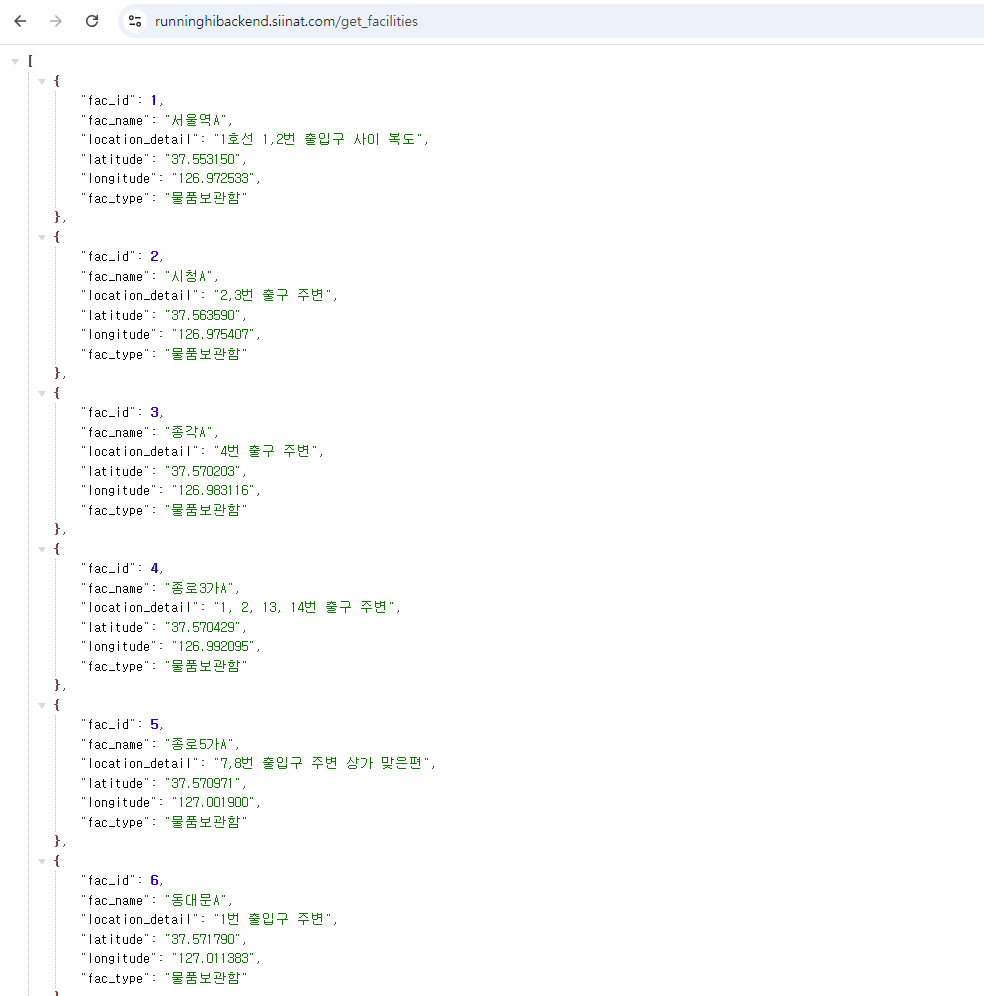 runninghibackend.siinat.com/get_facilities
[
{
"fac_id": 1,
"fac_name": "서울역A",
"location_detail": "1호선 1,2번 출입구 사이 복도",
"latitude": "37.553150",
"longitude": "126.972533",
"fac_type": "물품보관함"
},
{
"fac_id": 2,
"fac_name": "시청A",
"location_detail": "2,3번 출구 주변",
"latitude": "37.563590",
"longitude": "126.975407",
"fac_type": "물품보관함"
},
{
"fac_id": 3,
"fac_name": "종각A",
"location_detail": "4번 출구 주변",
"latitude": "37.570203",
"longitude": "126.983116",
"fac_type": "물품보관함"
},
{
"fac_id": 4,
"fac_name": "종로3가A",
"location_detail": "1, 2, 13, 14번 출구 주변",
"latitude": "37.570429",
"longitude": "126.992095",
"fac_type": "물품보관함"
},
{
"fac_id": 5,
"fac_name": "종로5가A",
"location_detail": "7,8번 출입구 주변 상가 맞은편",
"latitude": "37.570971",
"longitude": "127.001900",
"fac_type": "물품보관함"
},
{
"fac_id": 6,
"fac_name": "동대문A",
"location_detail": "1번 출입구 주변",
"latitude": "37.571790",
"longitude": "127.011383",
"fac_type": "물품보관함"